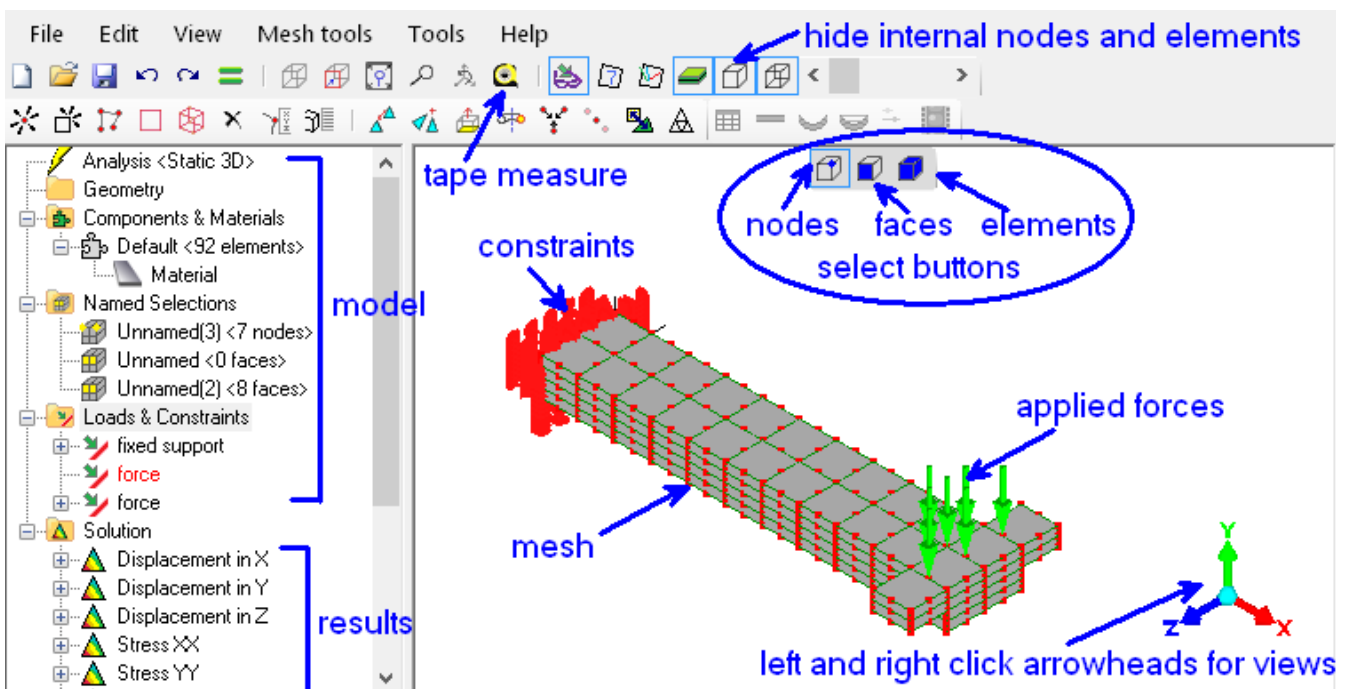 File Edit View Mesh tools Tools Help
hide internal nodes and elements
tape measure
nodes faces elements
select buttons
Analysis <Static 3D>
Geometry
Components & Materials
Default <92 elements>
Material
Named Selections
Unnamed(3) <7 nodes>
Unnamed <0 faces>
Unnamed(2) <8 faces>
Loads & Constraints
fixed support
force
force
Solution
Displacement in X
Displacement in Y
Displacement in Z
Stress XX
Stress YY
model
results
constraints
applied forces
mesh
Y
Z
X
left and right click arrowheads for views